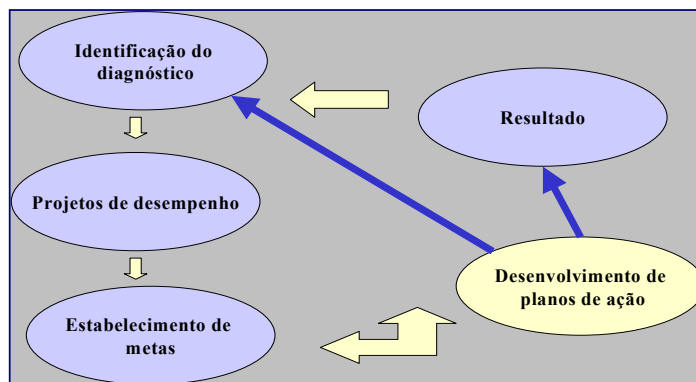 Identificação do
diagnóstico
Resultado
Projetos de desempenho
Desenvolvimento de
planos de ação
Estabelecimento de
metas